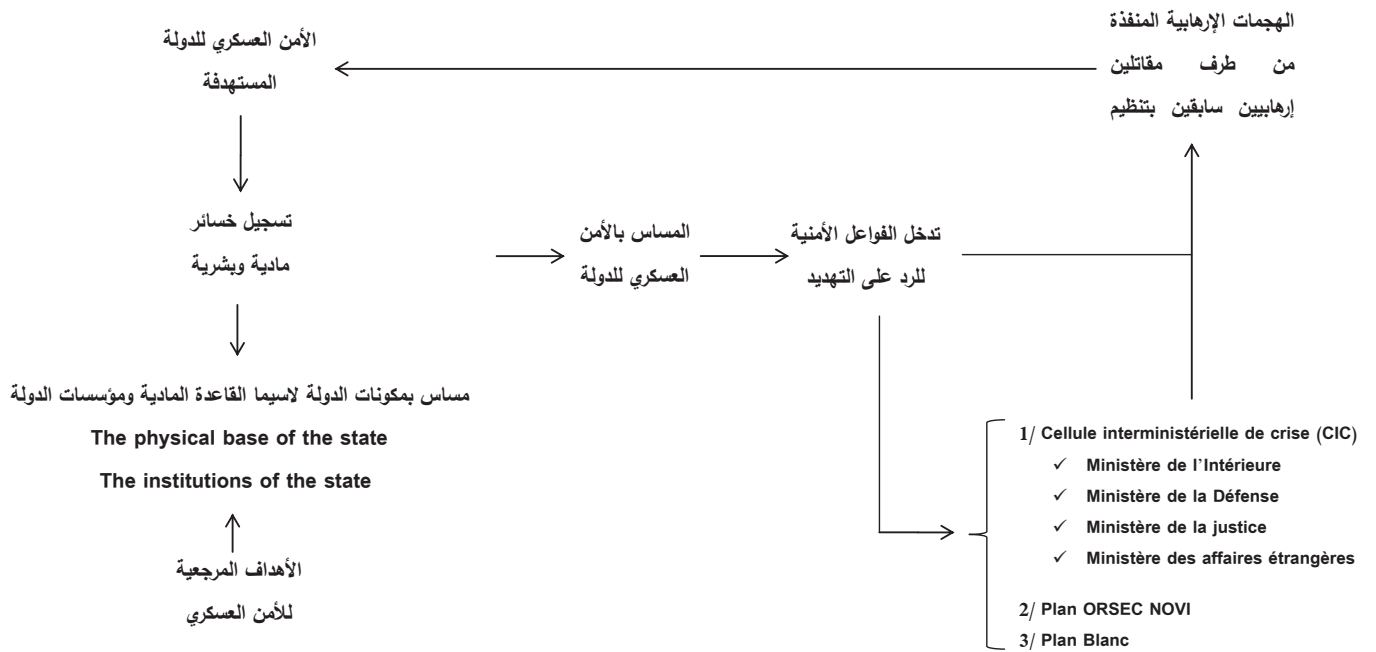 الهجمات الإرهابية المنفذة
من طرف مقاتلين
إرهابيين سابقين بتنظيم
الأمن العسكري للدولة
المستهدفة
تسجيل خسائر
مادية وبشرية
المساس بالأمن
العسكري للدولة
تدخل الفواعل الأمنية
للرد على التهديد
مساس بمكونات الدولة لاسيما القاعدة المادية ومؤسسات الدولة
The physical base of the state
The institutions of the state
الأهداف المرجعية
للأمن العسكري
1/ Cellule interministérielle de crise (CIC)
✓ Ministère de l'Intérieure
✓ Ministère de la Défense
✓ Ministère de la justice
✓ Ministère des affaires étrangères
2/ Plan ORSEC NOVI
3/ Plan Blanc